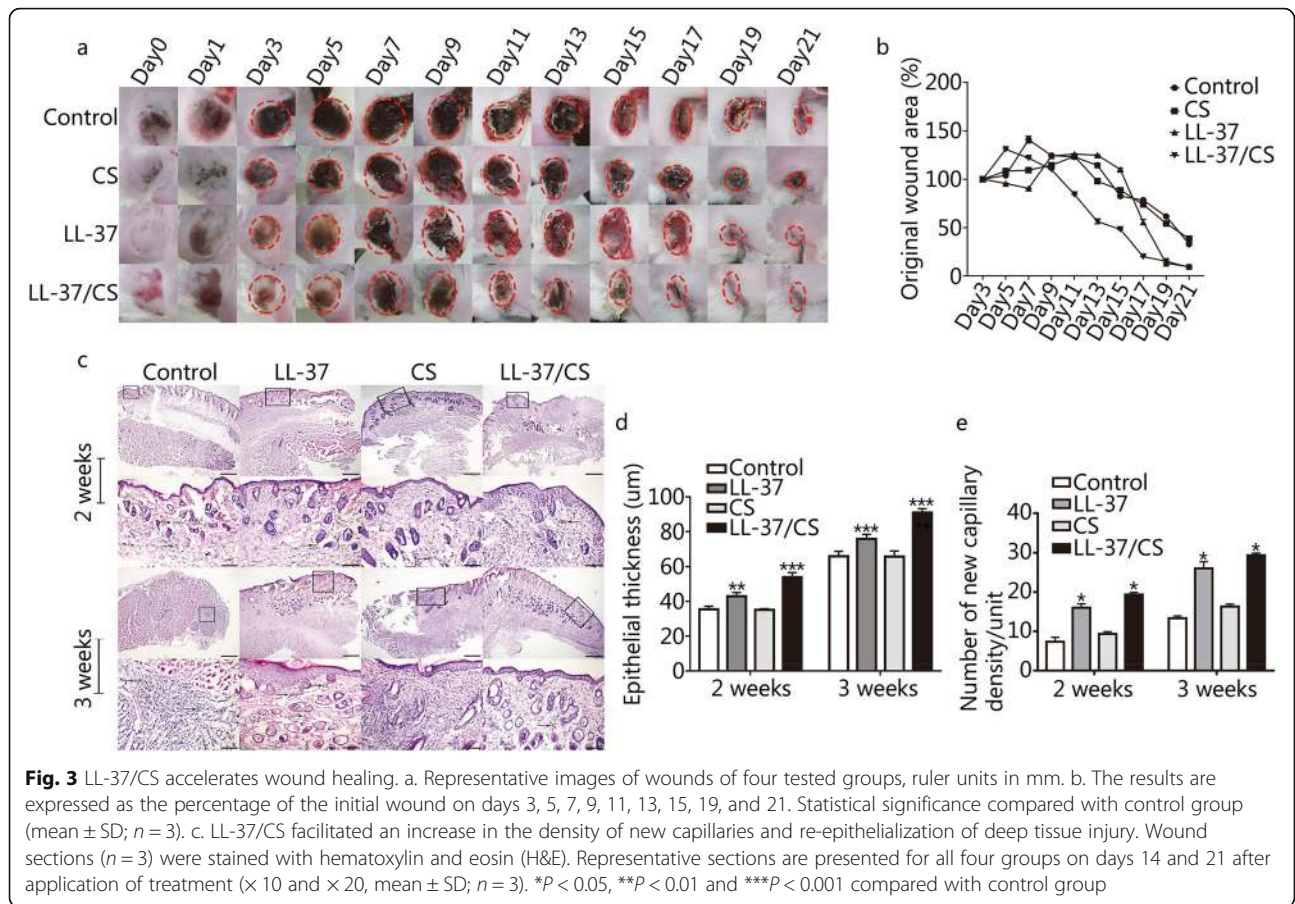 a
Day0 Day1 Day3 Day5 Day7 Day9 Day11 Day13 Day15 Day17 Day19 Day21
Control
CS
LL-37
LL-37/CS
b
Original wound area (%)
200
150
100
50
0
Day3 Day5 Day7 Day9 Day11 Day13 Day15 Day17 Day19 Day21
Control
CS
LL-37
LL-37/CS
c
Control LL-37 CS LL-37/CS
2 weeks
3 weeks
d
Control
LL-37
CS
LL-37/CS
Epithelial thickness (um)
100
80
60
40
20
0
** *** *** ***
2 weeks 3 weeks
e
Control
LL-37
CS
LL-37/CS
Number of new capillary
density/unit
40
30
20
10
0
* * * *
2 weeks 3 weeks
Fig. 3 LL-37/CS accelerates wound healing. a. Representative images of wounds of four tested groups, ruler units in mm. b. The results are
expressed as the percentage of the initial wound on days 3, 5, 7, 9, 11, 13, 15, 19, and 21. Statistical significance compared with control group
(mean ± SD; n = 3). c. LL-37/CS facilitated an increase in the density of new capillaries and re-epithelialization of deep tissue injury. Wound
sections (n = 3) were stained with hematoxylin and eosin (H&E). Representative sections are presented for all four groups on days 14 and 21 after
application of treatment (× 10 and × 20, mean ± SD; n = 3). *P < 0.05, **P < 0.01 and ***P < 0.001 compared with control group